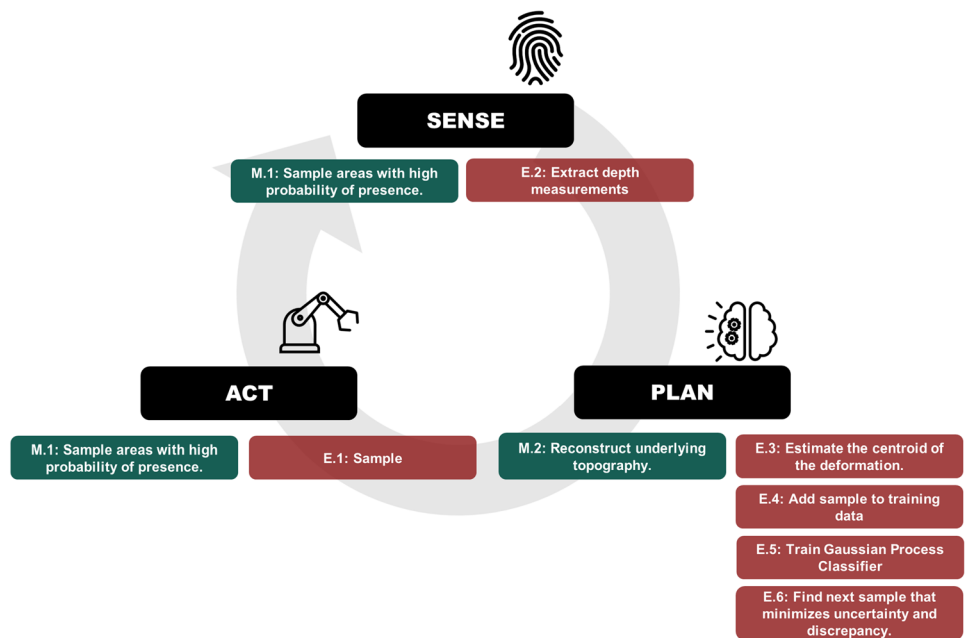 SENSE
M.1: Sample areas with high
probability of presence.
E.2: Extract depth
measurements
ACT
M.1: Sample areas with high
probability of presence.
E.1: Sample
PLAN
M.2: Reconstruct underlying
topography.
E.3: Estimate the centroid of
the deformation.
E.4: Add sample to training
data
E.5: Train Gaussian Process
Classifier
E.6: Find next sample that
minimizes uncertainty and
discrepancy.